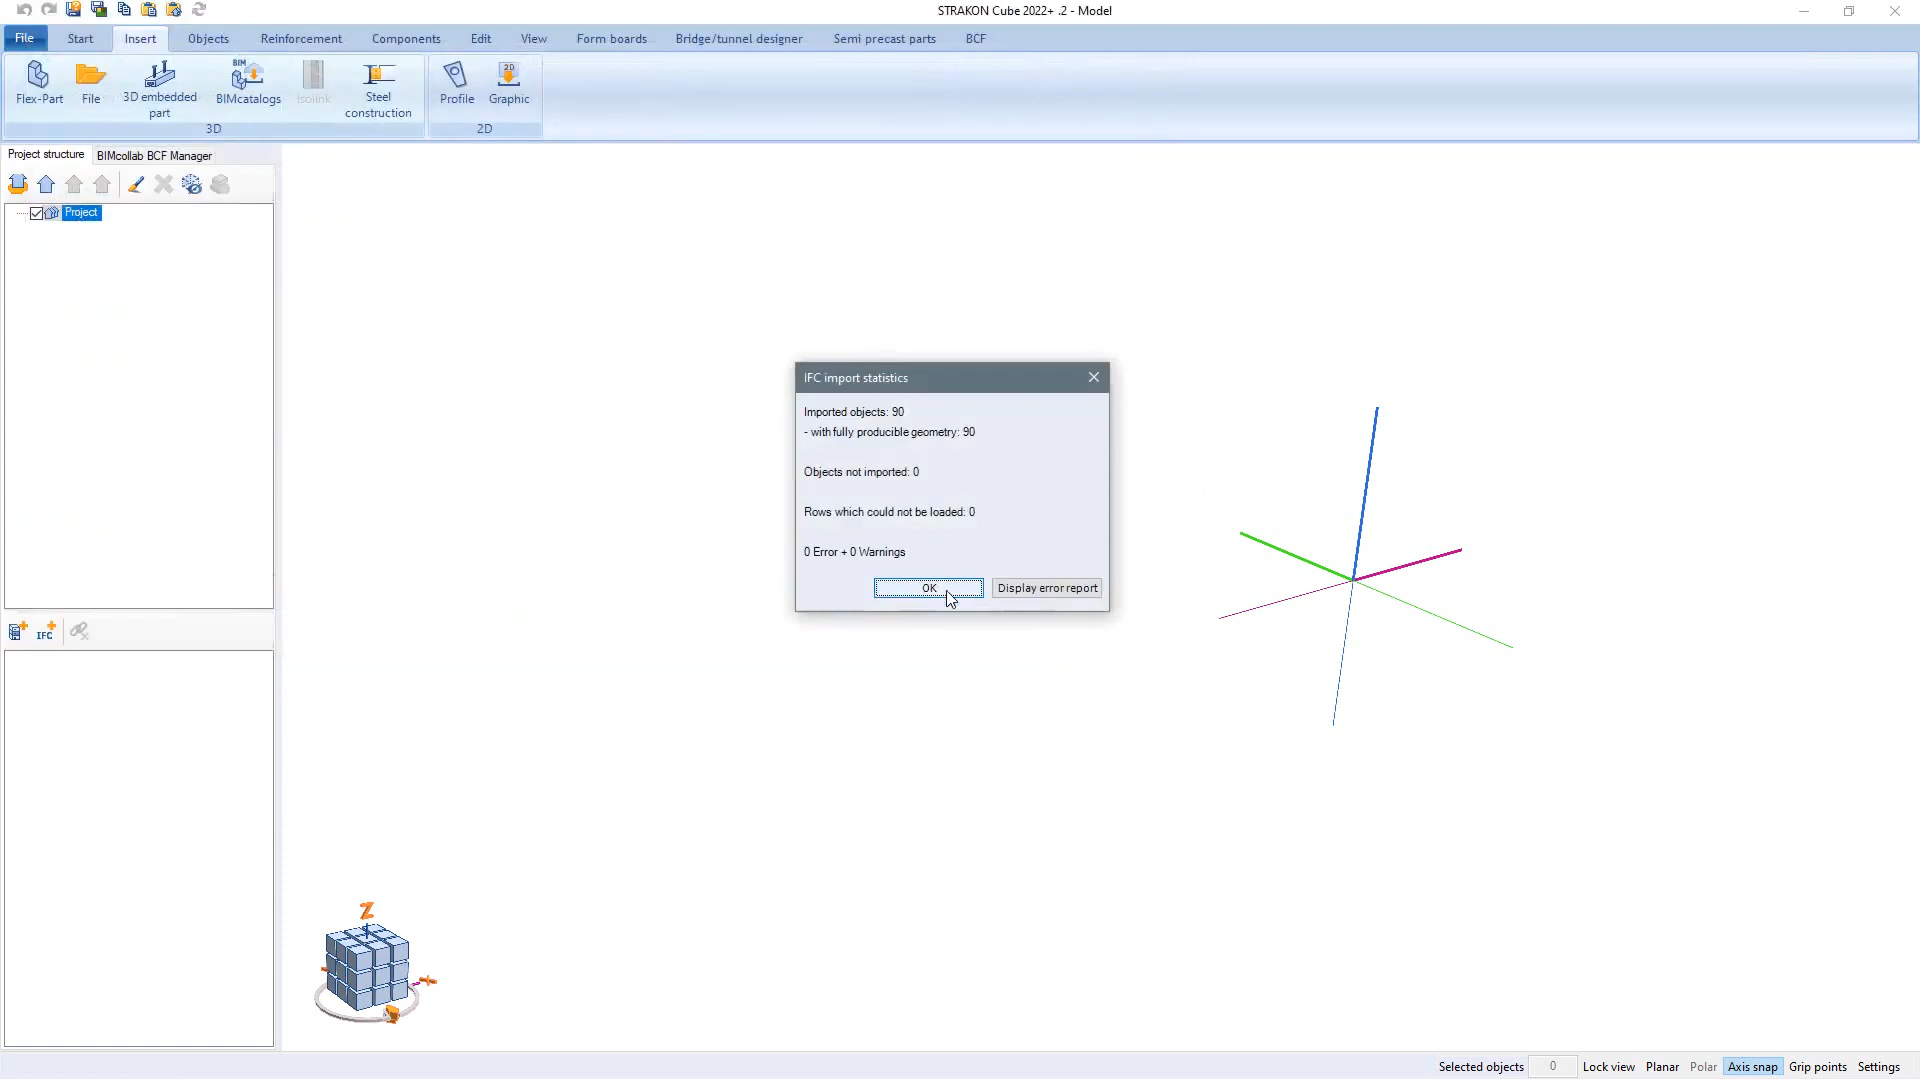 STRAKON Cube 2022+ .2 - Model
File Start Insert Objects Reinforcement Components Edit View Form boards Bridge/tunnel designer Semi precast parts BCF
BIM
2D
Flex-Part File 3D embedded part BIMcatalogs Isolink Steel construction Profile Graphic
3D 2D
Project structure BIMcollab BCF Manager
Project
IFC import statistics
Imported objects: 90
- with fully producible geometry: 90
Objects not imported: 0
Rows which could not be loaded: 0
0 Error + 0 Warnings
OK Display error report
IFC
Z
Selected objects 0 Lock view Planar Polar Axis snap Grip points Settings